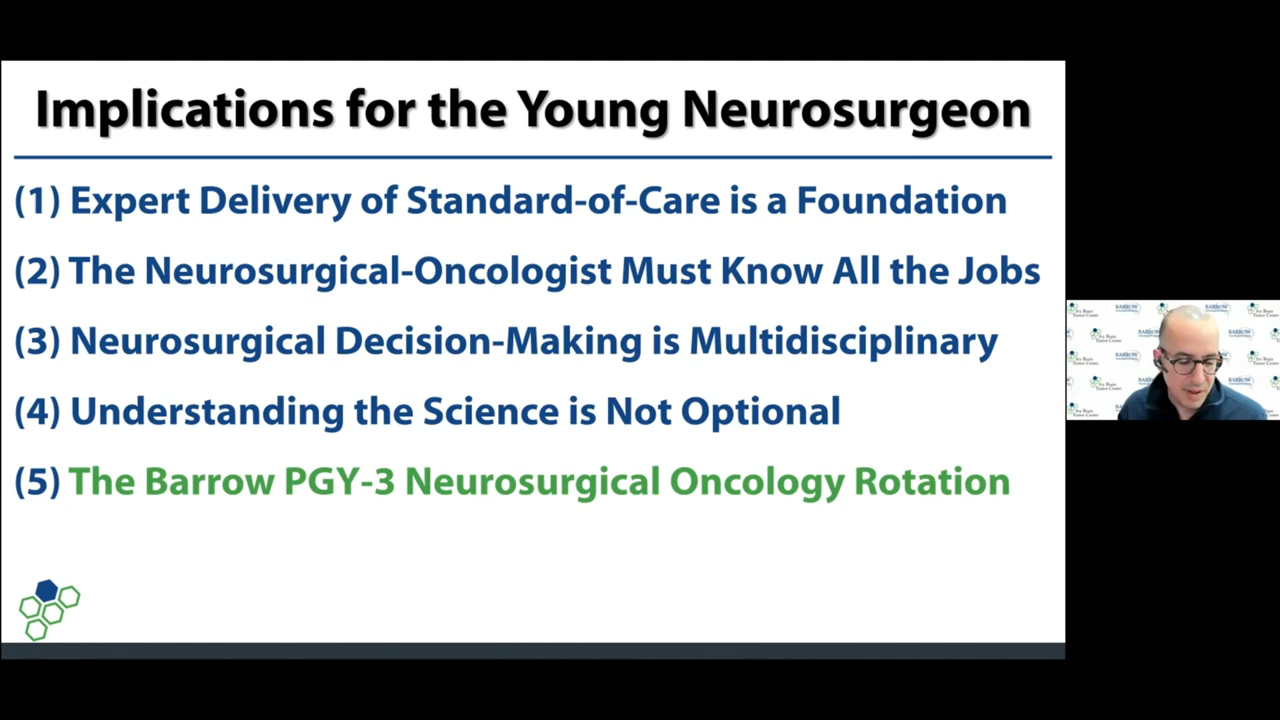 Implications for the Young Neurosurgeon
(1) Expert Delivery of Standard-of-Care is a Foundation
(2) The Neurosurgical-Oncologist Must Know All the Jobs
(3) Neurosurgical Decision-Making is Multidisciplinary
(4) Understanding the Science is Not Optional
(5) The Barrow PGY-3 Neurosurgical Oncology Rotation
BARROW